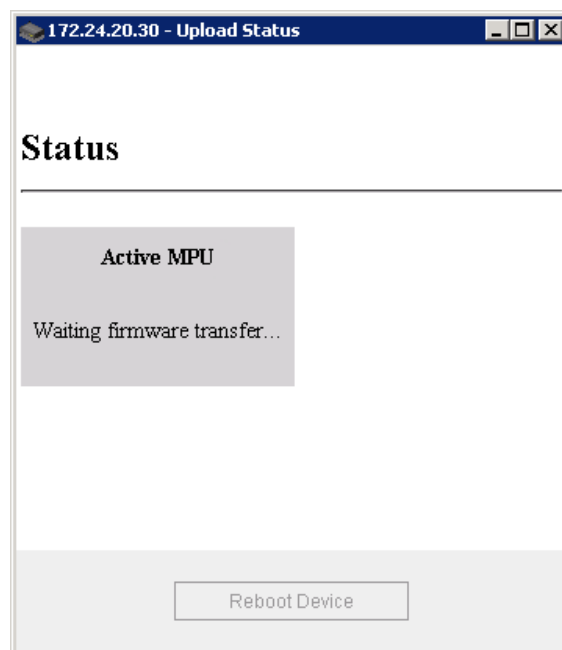 172.24.20.30 - Upload Status
Status
Active MPU
Waiting firmware transfer...
Reboot Device